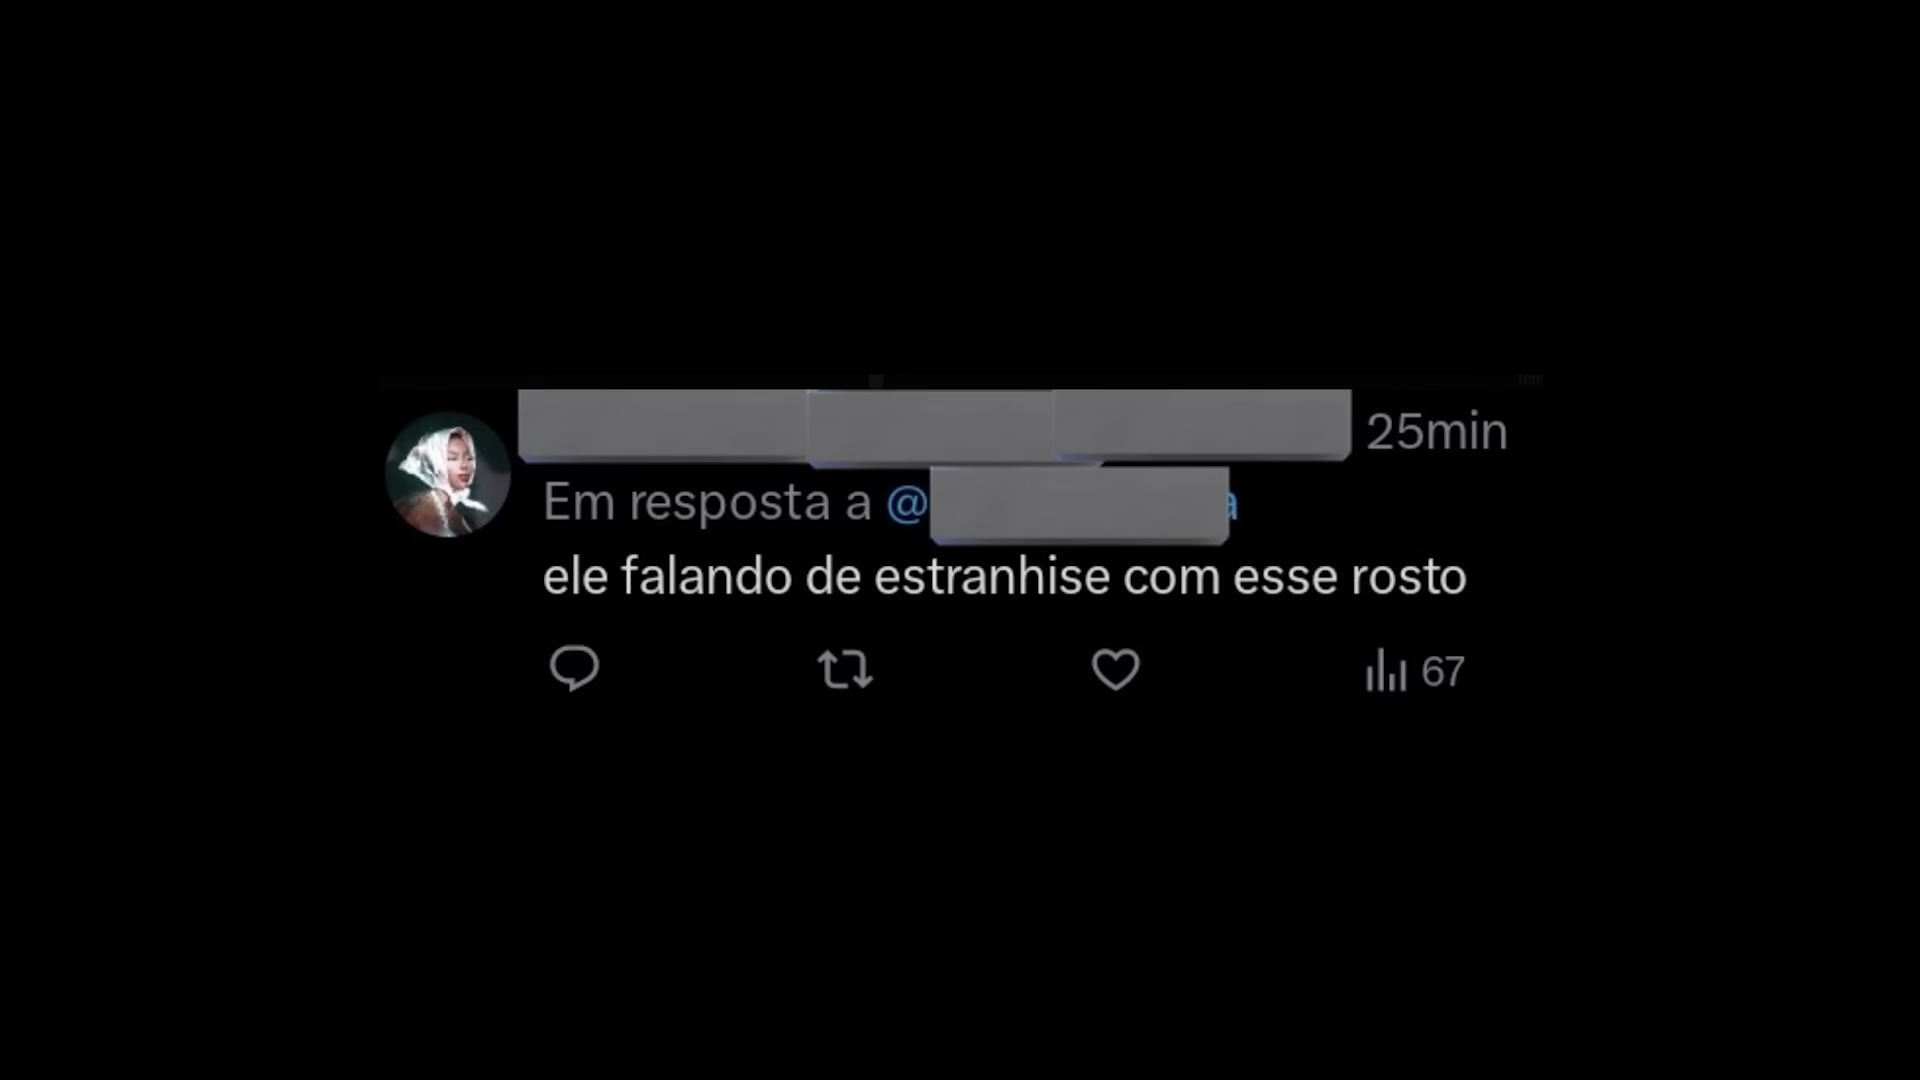 25min
Em resposta a @
ele falando de estranhise com esse rosto
67